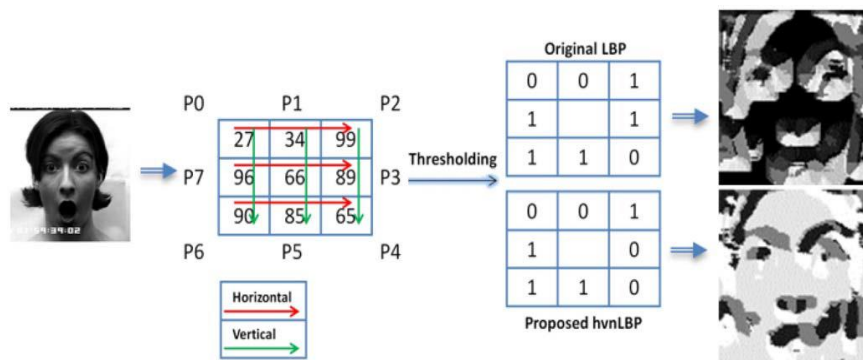 Original LBP
0 0 1
1 1
1 1 0
P0 P1 P2
27 34 99
P7 96 66 89 P3
90 85 65
P6 P5 P4
Thresholding
0 0 1
1 0
1 1 0
Proposed hvnLBP
Horizontal
Vertical